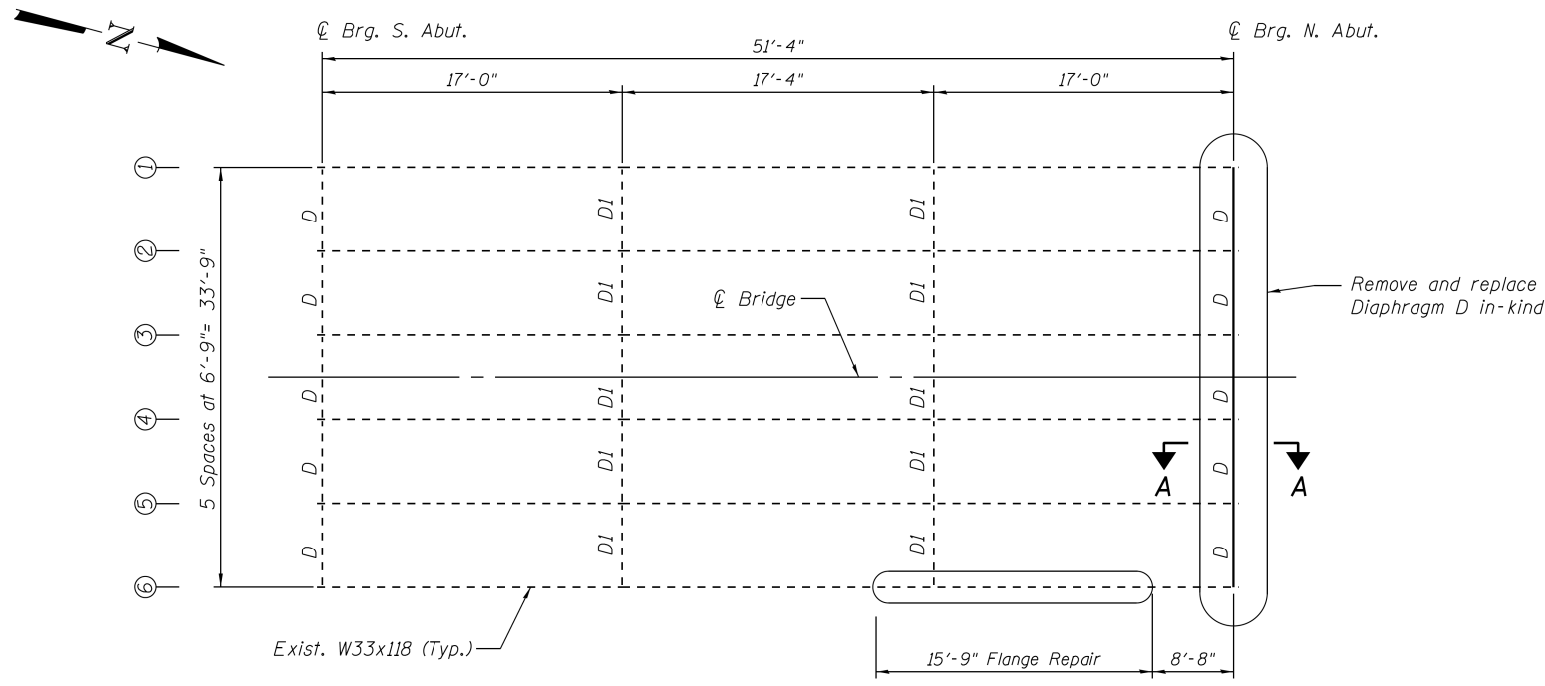 N
℄ Brg. S. Abut.
℄ Brg. N. Abut.
51'-4"
17'-0"
17'-4"
17'-0"
1
D
D1
D1
D
2
D
D1
D1
D
5 Spaces at 6'-9"= 33'-9"
℄ Bridge
Remove and replace
Diaphragm D in-kind
3
D
D1
D1
D
4
D
D1
D1
D
A
A
5
D
D1
D1
D
6
Exist. W33x118 (Typ.)
15'-9" Flange Repair
8'-8"